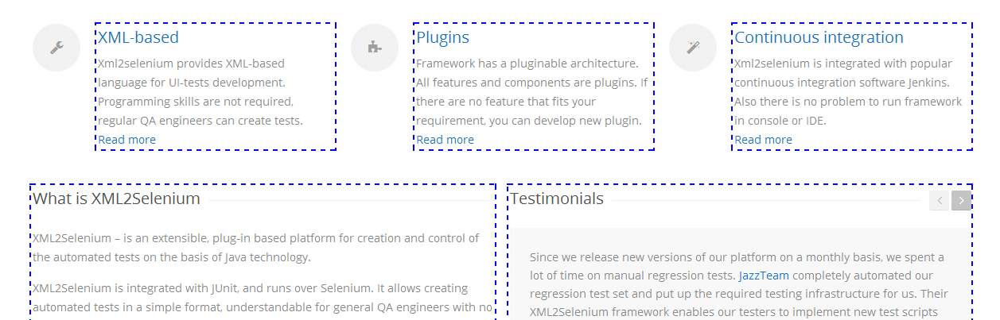 XML-based
Xml2selenium provides XML-based
language for UI-tests development.
Programming skills are not required,
regular QA engineers can create tests.
Read more
Plugins
Framework has a pluginable architecture.
All features and components are plugins. If
there are no feature that fits your
requirement, you can develop new plugin.
Read more
Continuous integration
Xml2selenium is integrated with popular
continuous integration software Jenkins.
Also there is no problem to run framework
in console or IDE.
Read more
What is XML2Selenium
XML2Selenium – is an extensible, plug-in based platform for creation and control of
the automated tests on the basis of Java technology.
XML2Selenium is integrated with JUnit, and runs over Selenium. It allows creating
automated tests in a simple format, understandable for general QA engineers with no
Testimonials
Since we release new versions of our platform on a monthly basis, we spent a
lot of time on manual regression tests. JazzTeam completely automated our
regression test set and put up the required testing infrastructure for us. Their
XML2Selenium framework enables our testers to implement new test scripts